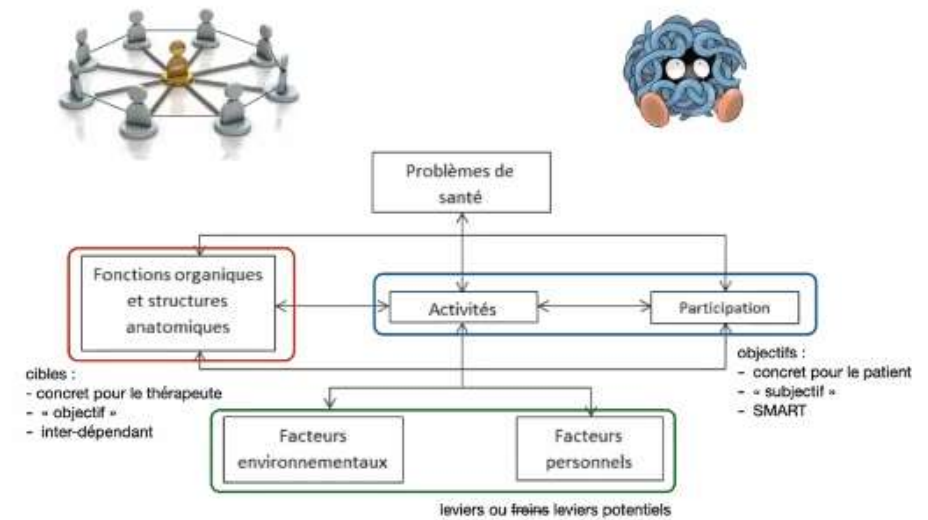 Problèmes de
santé
Fonctions organiques
et structures
anatomiques
Activités
Participation
cibles :
- concret pour le thérapeute
- « objectif »
- inter-dépendant
objectifs :
- concret pour le patient
- « subjectif »
- SMART
Facteurs
environnementaux
Facteurs
personnels
leviers ou freins leviers potentiels